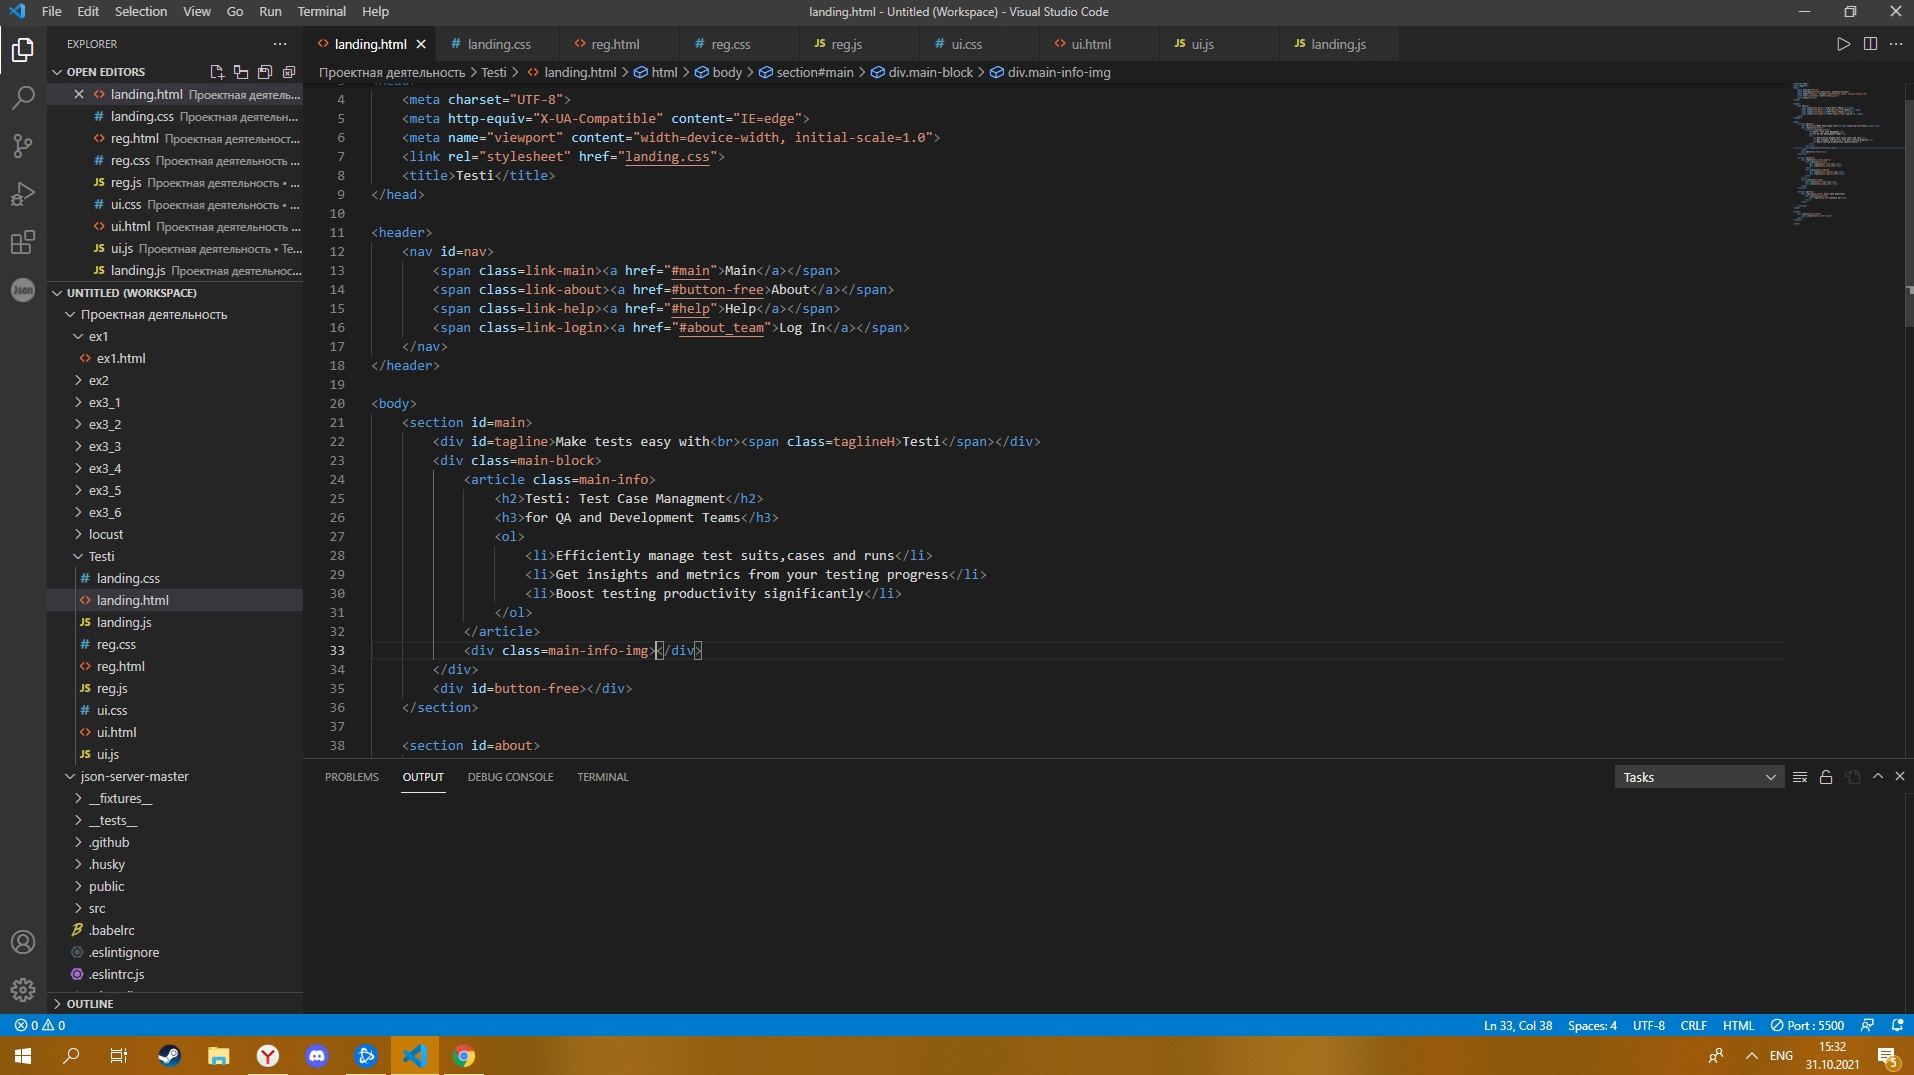 File Edit Selection View Go Run Terminal Help
landing.html - Untitled (Workspace) - Visual Studio Code
EXPLORER
landing.html
landing.css
reg.html
reg.css
reg.js
ui.css
ui.html
ui.js
landing.js
OPEN EDITORS
Проектная деятельность > Testi > landing.html > html > body > section#main > div.main-block > div.main-info-img
landing.html Проектная деятель...
landing.css Проектная деятельн...
reg.html Проектная деятельност...
reg.css Проектная деятельность ...
reg.js Проектная деятельность • ...
ui.css Проектная деятельность • ...
ui.html Проектная деятельность ...
ui.js Проектная деятельность • Te...
landing.js Проектная деятельнос...
UNTITLED (WORKSPACE)
Проектная деятельность
ex1
ex1.html
ex2
ex3_1
ex3_2
ex3_3
ex3_4
ex3_5
ex3_6
locust
Testi
landing.css
landing.html
landing.js
reg.css
reg.html
reg.js
ui.css
ui.html
ui.js
json-server-master
__fixtures__
__tests__
.github
.husky
public
src
.babelrc
.eslintignore
.eslintrc.js
OUTLINE
4 <meta charset="UTF-8">
5 <meta http-equiv="X-UA-Compatible" content="IE=edge">
6 <meta name="viewport" content="width=device-width, initial-scale=1.0">
7 <link rel="stylesheet" href="landing.css">
8 <title>Testi</title>
9 </head>
10
11 <header>
12 <nav id=nav>
13 <span class=link-main><a href="#main">Main</a></span>
14 <span class=link-about><a href=#button-free>About</a></span>
15 <span class=link-help><a href="#help">Help</a></span>
16 <span class=link-login><a href="#about_team">Log In</a></span>
17 </nav>
18 </header>
19
20 <body>
21 <section id=main>
22 <div id=tagline>Make tests easy with<br><span class=taglineH>Testi</span></div>
23 <div class=main-block>
24 <article class=main-info>
25 <h2>Testi: Test Case Managment</h2>
26 <h3>for QA and Development Teams</h3>
27 <ol>
28 <li>Efficiently manage test suits,cases and runs</li>
29 <li>Get insights and metrics from your testing progress</li>
30 <li>Boost testing productivity significantly</li>
31 </ol>
32 </article>
33 <div class=main-info-img></div>
34 </div>
35 <div id=button-free></div>
36 </section>
37
38 <section id=about>
PROBLEMS OUTPUT DEBUG CONSOLE TERMINAL
Tasks
0 0
Ln 33, Col 38 Spaces: 4 UTF-8 CRLF HTML Port : 5500
Json
ENG
15:32
31.10.2021
5